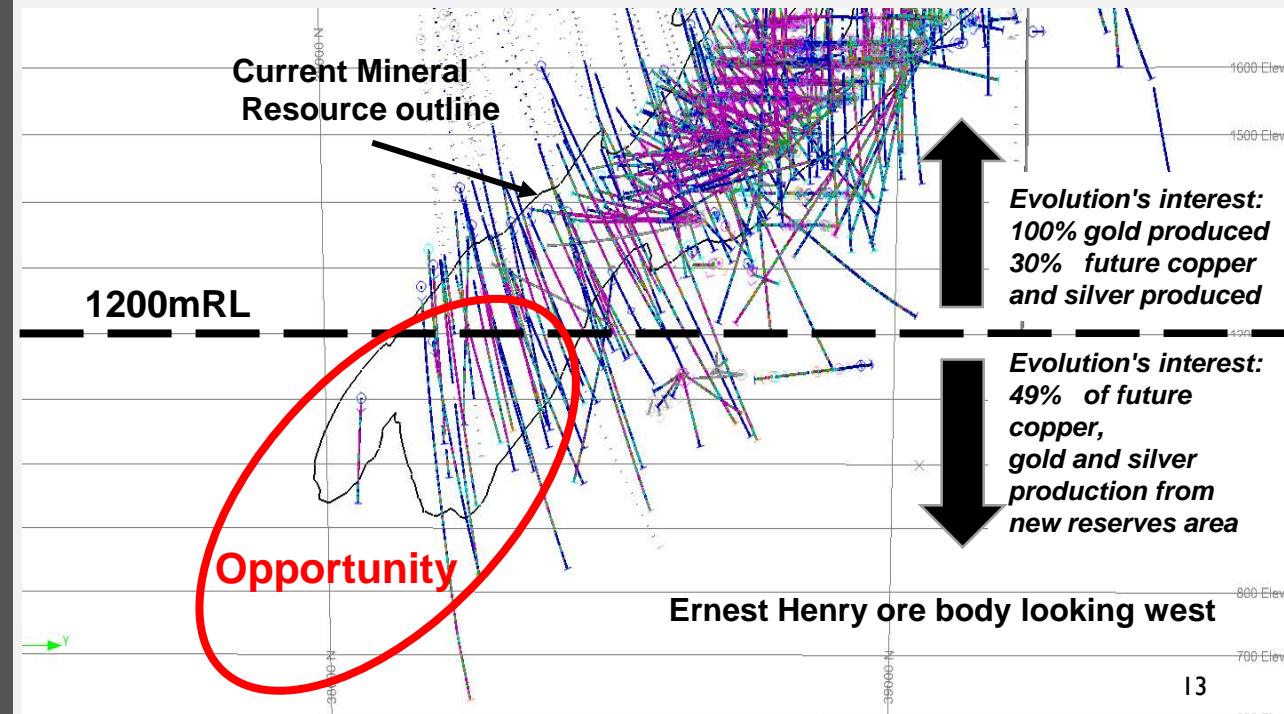 Current Mineral
Resource outline
1600 Elev
1500 Elev
Evolution's interest:
100% gold produced
30% future copper
and silver produced
1200mRL
Evolution's interest:
49% of future
copper,
gold and silver
production from
new reserves area
Opportunity
800 Elev
Ernest Henry ore body looking west
Y
700 Elev
38000 N
39000 N
13